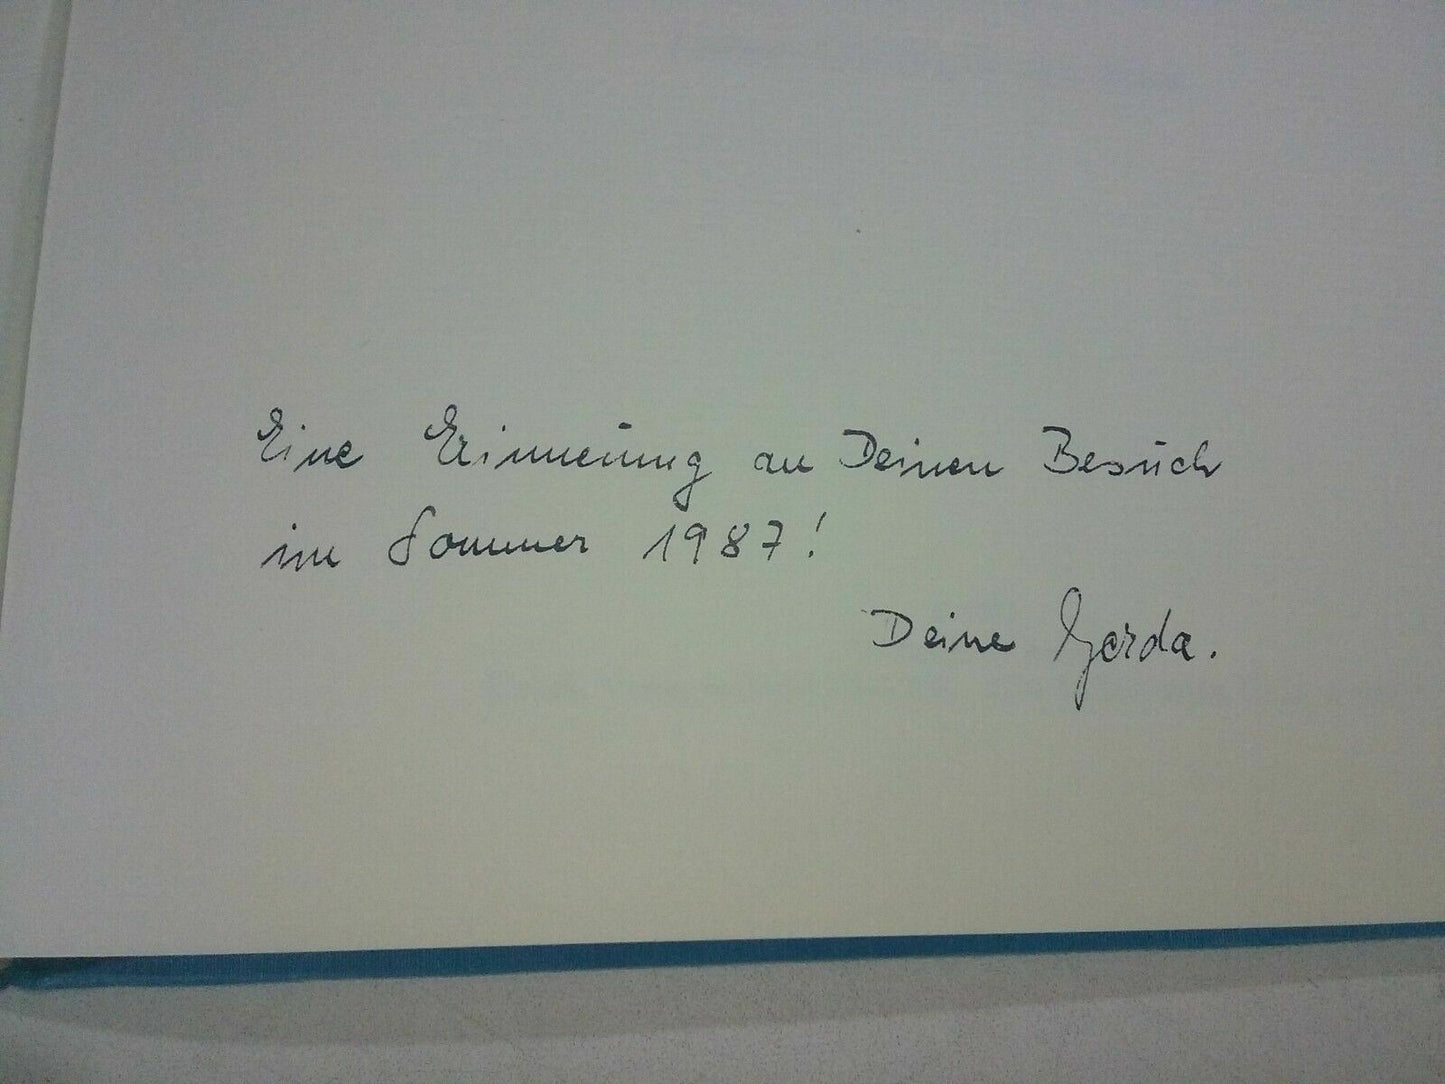 Eine Erinnerung an Deinen Besuch
im Sommer 1987!
Deine Gerda.